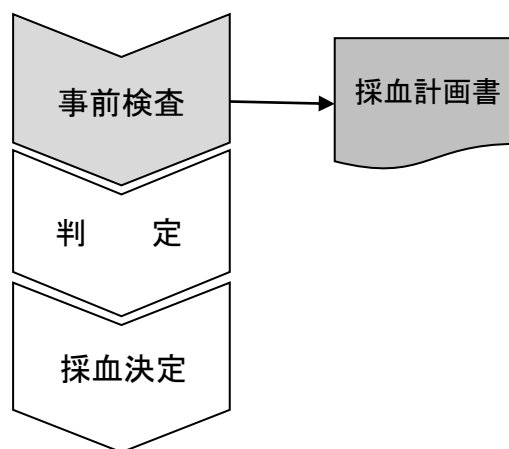 事前検査
採血計画書
判　　定
採血決定